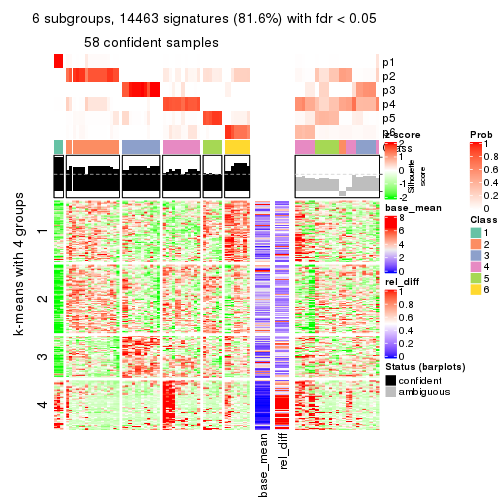 6 subgroups, 14463 signatures (81.6%) with fdr < 0.05
58 confident samples
p1
p2
p3
p4
p5
p6
Class
Silhouette
score
k-means with 4 groups
1
2
3
4
base_mean
rel_diff
z-score
2
1
0
-1
-2
base_mean
8
6
4
2
0
rel_diff
1
0.8
0.6
0.4
0.2
0
Status (barplots)
confident
ambiguous
Prob
1
0.8
0.6
0.4
0.2
0
Class
1
2
3
4
5
6